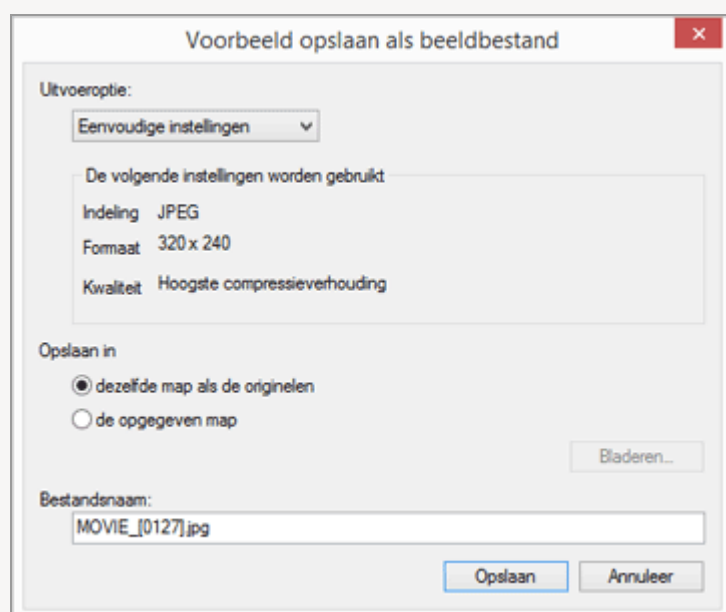 Voorbeeld opslaan als beeldbestand
Uitvoeroptie:
Eenvoudige instellingen
De volgende instellingen worden gebruikt
Indeling JPEG
Formaat 320 x 240
Kwaliteit Hoogste compressieverhouding
Opslaan in
dezelfde map als de originelen
de opgegeven map
Bladeren...
Bestandsnaam:
MOVIE_[0127].jpg
Opslaan Annuleer